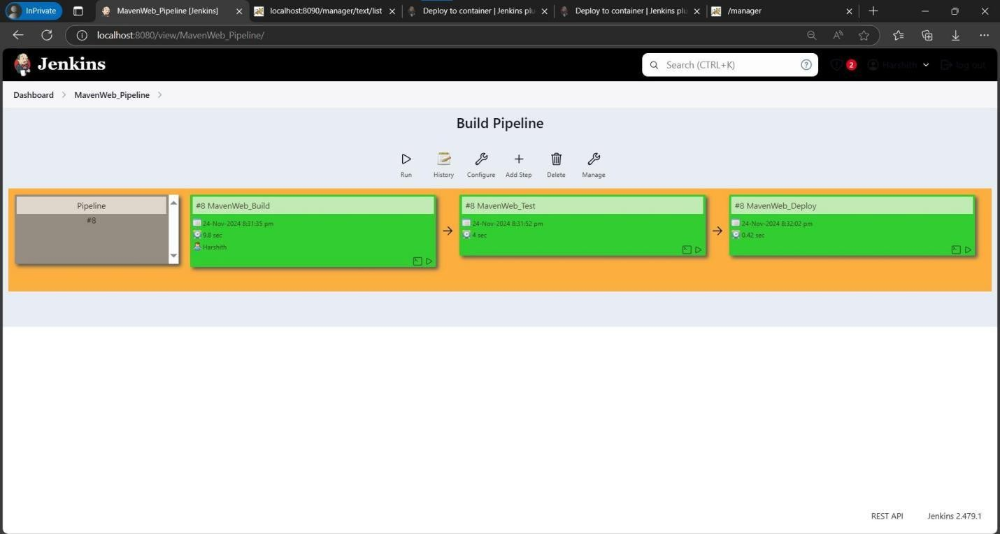 InPrivate
MavenWeb_Pipeline [Jenkins]
localhost:8090/manager/text/list
Deploy to container | Jenkins plu
Deploy to container | Jenkins plu
/manager
localhost:8080/view/MavenWeb_Pipeline/
Jenkins
Search (CTRL+K)
2
Harshith
log out
Dashboard
MavenWeb_Pipeline
Build Pipeline
Run
History
Configure
Add Step
Delete
Manage
Pipeline
#8
#8 MavenWeb_Build
24-Nov-2024 8:31:35 pm
9.8 sec
Harshith
#8 MavenWeb_Test
24-Nov-2024 8:31:52 pm
4 sec
#8 MavenWeb_Deploy
24-Nov-2024 8:32:02 pm
0.42 sec
REST API
Jenkins 2.479.1